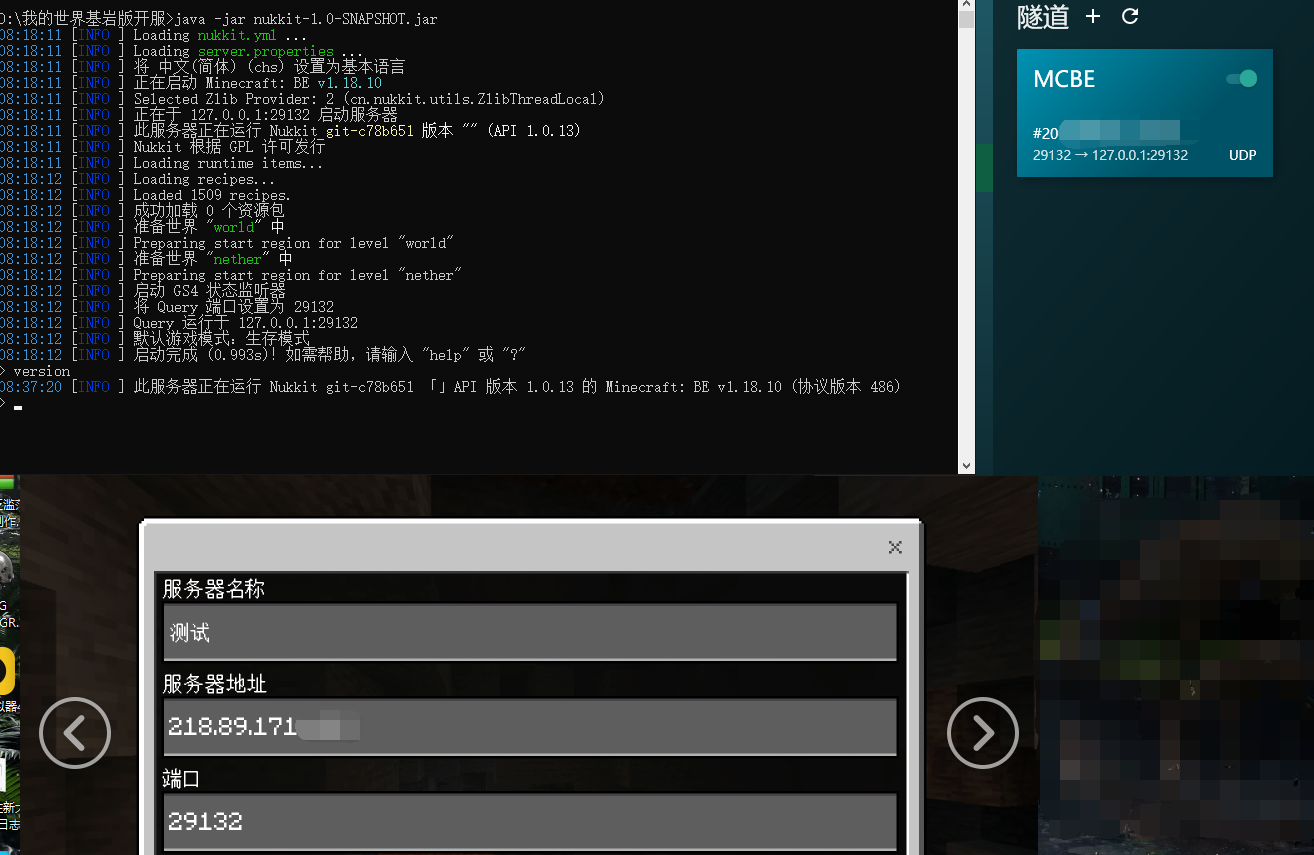 D:\我的世界基岩版开服>java -jar nukkit-1.0-SNAPSHOT.jar
08:18:11 [INFO ] Loading nukkit.yml ...
08:18:11 [INFO ] Loading server.properties ...
08:18:11 [INFO ] 将 中文(简体) (chs) 设置为基本语言
08:18:11 [INFO ] 正在启动 Minecraft: BE v1.18.10
08:18:11 [INFO ] Selected Zlib Provider: 2 (cn.nukkit.utils.ZlibThreadLocal)
08:18:11 [INFO ] 正在于 127.0.0.1:29132 启动服务器
08:18:11 [INFO ] 此服务器正在运行 Nukkit git-c78b651 版本 "" (API 1.0.13)
08:18:11 [INFO ] Nukkit 根据 GPL 许可发行
08:18:11 [INFO ] Loading runtime items...
08:18:12 [INFO ] Loading recipes...
08:18:12 [INFO ] Loaded 1509 recipes.
08:18:12 [INFO ] 成功加载 0 个资源包
08:18:12 [INFO ] 准备世界 "world" 中
08:18:12 [INFO ] Preparing start region for level "world"
08:18:12 [INFO ] 准备世界 "nether" 中
08:18:12 [INFO ] Preparing start region for level "nether"
08:18:12 [INFO ] 启动 GS4 状态监听器
08:18:12 [INFO ] 将 Query 端口设置为 29132
08:18:12 [INFO ] Query 运行于 127.0.0.1:29132
08:18:12 [INFO ] 默认游戏模式：生存模式
08:18:12 [INFO ] 启动完成 (0.993s)! 如需帮助，请输入 "help" 或 "?"
> version
08:37:20 [INFO ] 此服务器正在运行 Nukkit git-c78b651 「」API 版本 1.0.13 的 Minecraft: BE v1.18.10 (协议版本 486)
>
隧道
MCBE
#20
29132 → 127.0.0.1:29132 UDP
服务器名称
测试
服务器地址
218.89.171
端口
29132